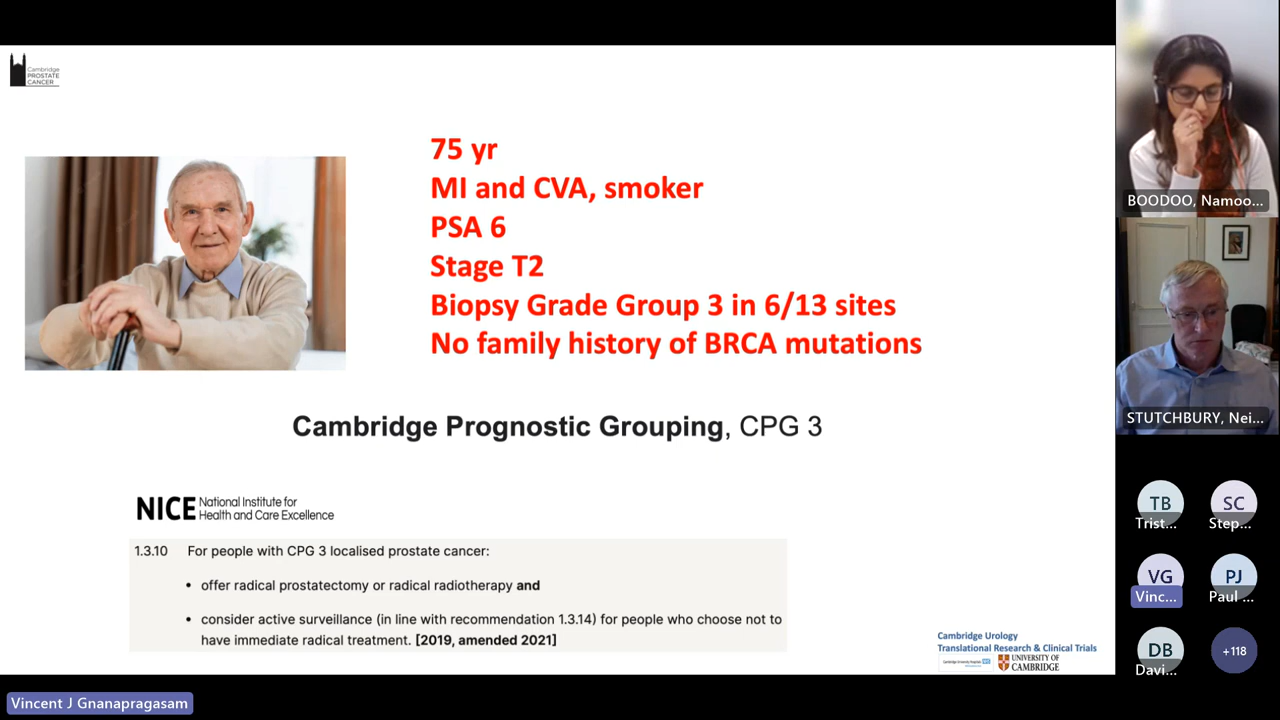 Cambridge
PROSTATE
CANCER
75 yr
MI and CVA, smoker
PSA 6
Stage T2
Biopsy Grade Group 3 in 6/13 sites
No family history of BRCA mutations
Cambridge Prognostic Grouping, CPG 3
NICE National Institute for
Health and Care Excellence
1.3.10 For people with CPG 3 localised prostate cancer:
• offer radical prostatectomy or radical radiotherapy and
• consider active surveillance (in line with recommendation 1.3.14) for people who choose not to
have immediate radical treatment. [2019, amended 2021]
Cambridge Urology
Translational Research & Clinical Trials
Cambridge University Hospitals
NHS
UNIVERSITY OF
CAMBRIDGE
BOODOO, Namoo...
STUTCHBURY, Nei...
TB
SC
Trist...
Step...
VG
PJ
Vinc...
Paul ...
DB
+118
Davi...
Vincent J Gnanapragasam